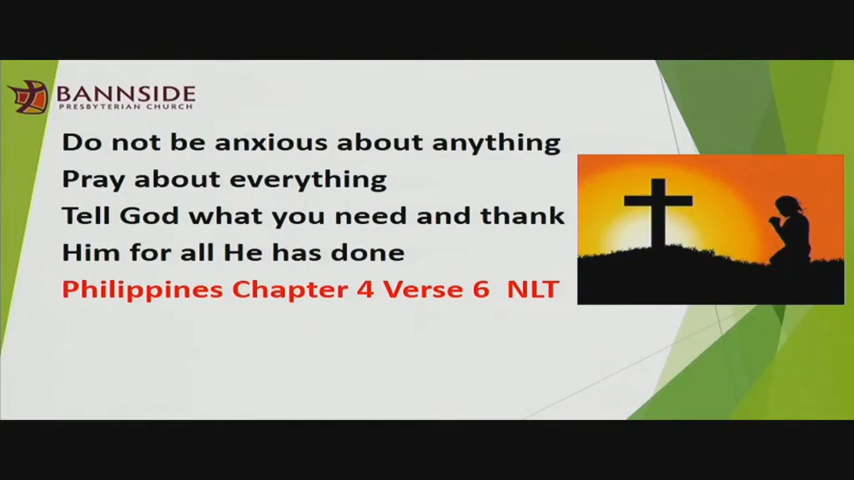 BANNSIDE
PRESBYTERIAN CHURCH
Do not be anxious about anything
Pray about everything
Tell God what you need and thank
Him for all He has done
Philippines Chapter 4 Verse 6 NLT